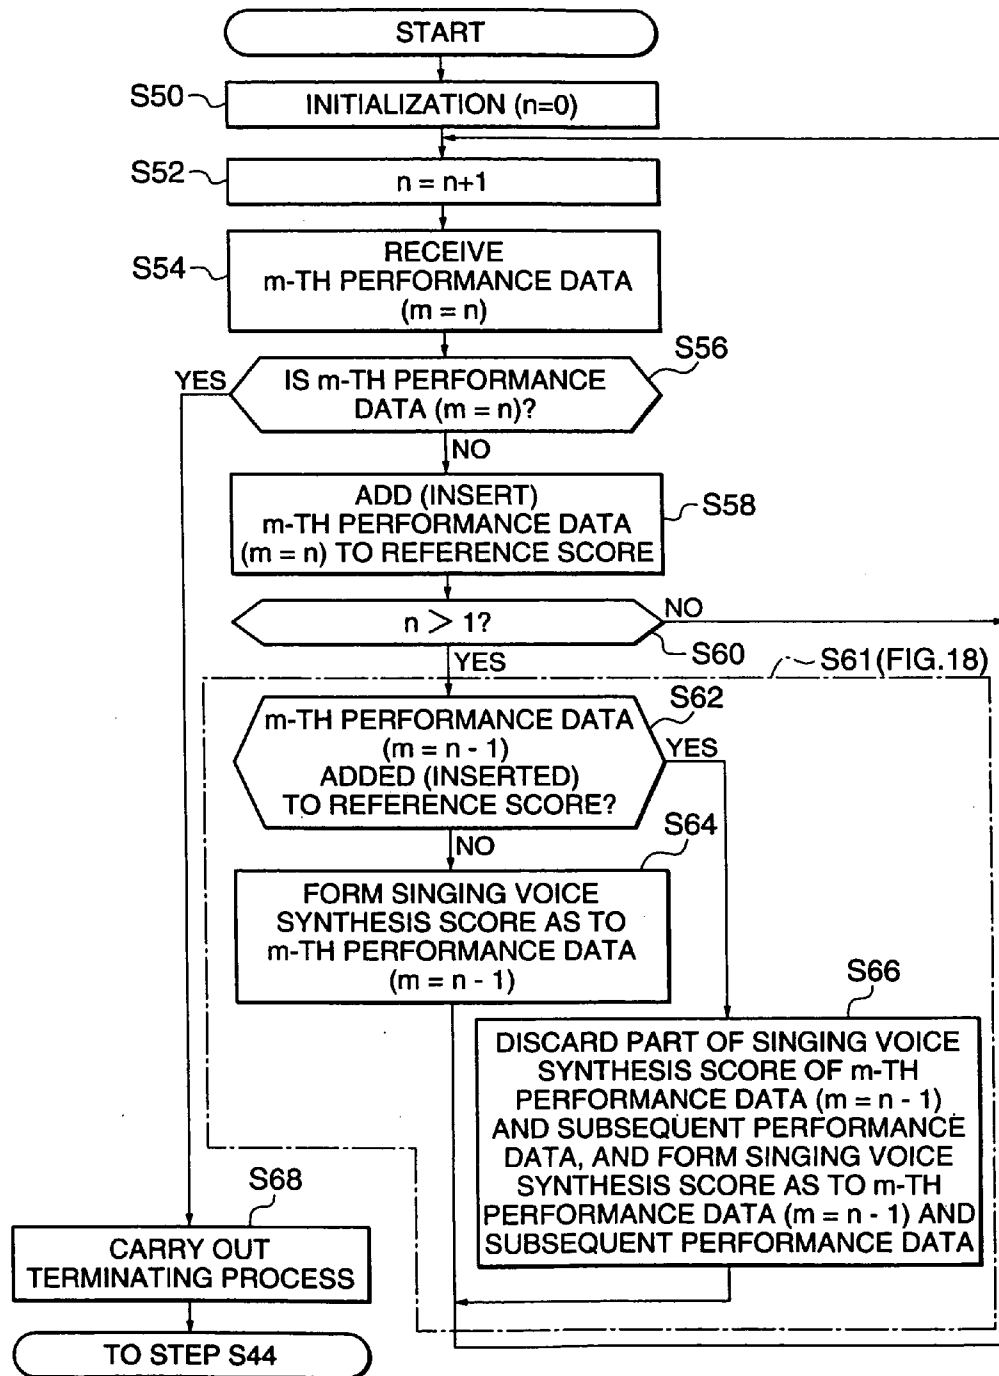 START
S50
INITIALIZATION (n=0)
S52
n = n+1
S54
RECEIVE
m-TH PERFORMANCE DATA
(m = n)
S56
YES
IS m-TH PERFORMANCE
DATA (m = n)?
NO
ADD (INSERT)
m-TH PERFORMANCE DATA
(m = n) TO REFERENCE SCORE
S58
n > 1?
NO
S60
YES
S61(FIG.18)
S62
m-TH PERFORMANCE DATA
(m = n - 1)
ADDED (INSERTED)
TO REFERENCE SCORE?
YES
NO
S64
FORM SINGING VOICE
SYNTHESIS SCORE AS TO
m-TH PERFORMANCE DATA
(m = n - 1)
S66
DISCARD PART OF SINGING VOICE
SYNTHESIS SCORE OF m-TH
PERFORMANCE DATA (m = n - 1)
AND SUBSEQUENT PERFORMANCE
DATA, AND FORM SINGING VOICE
SYNTHESIS SCORE AS TO m-TH
PERFORMANCE DATA (m = n - 1) AND
SUBSEQUENT PERFORMANCE DATA
S68
CARRY OUT
TERMINATING PROCESS
TO STEP S44